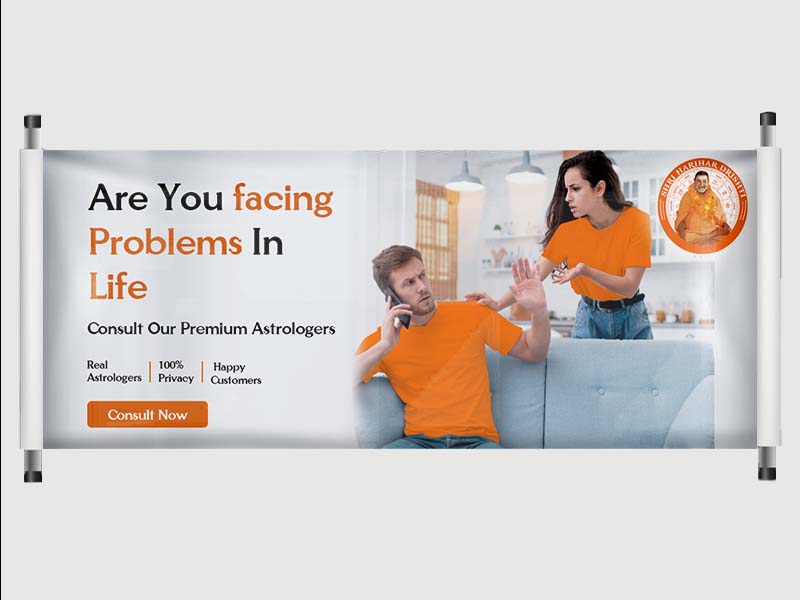 Are You facing
Problems In
Life
Consult Our Premium Astrologers
Real
Astrologers
100%
Privacy
Happy
Customers
Consult Now
SHRI HARIHAR DRISHTI